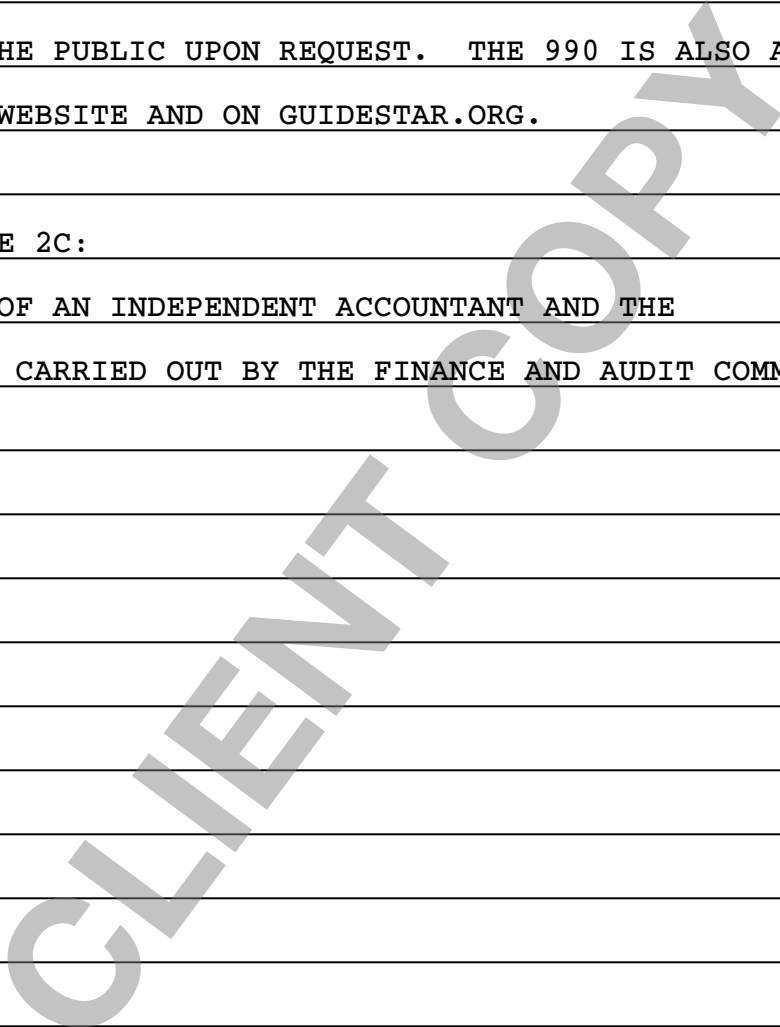 HE PUBLIC UPON REQUEST.  THE 990 IS ALSO A
WEBSITE AND ON GUIDESTAR.ORG.
E 2C:
OF AN INDEPENDENT ACCOUNTANT AND THE
CARRIED OUT BY THE FINANCE AND AUDIT COMM
CLIENT COPY